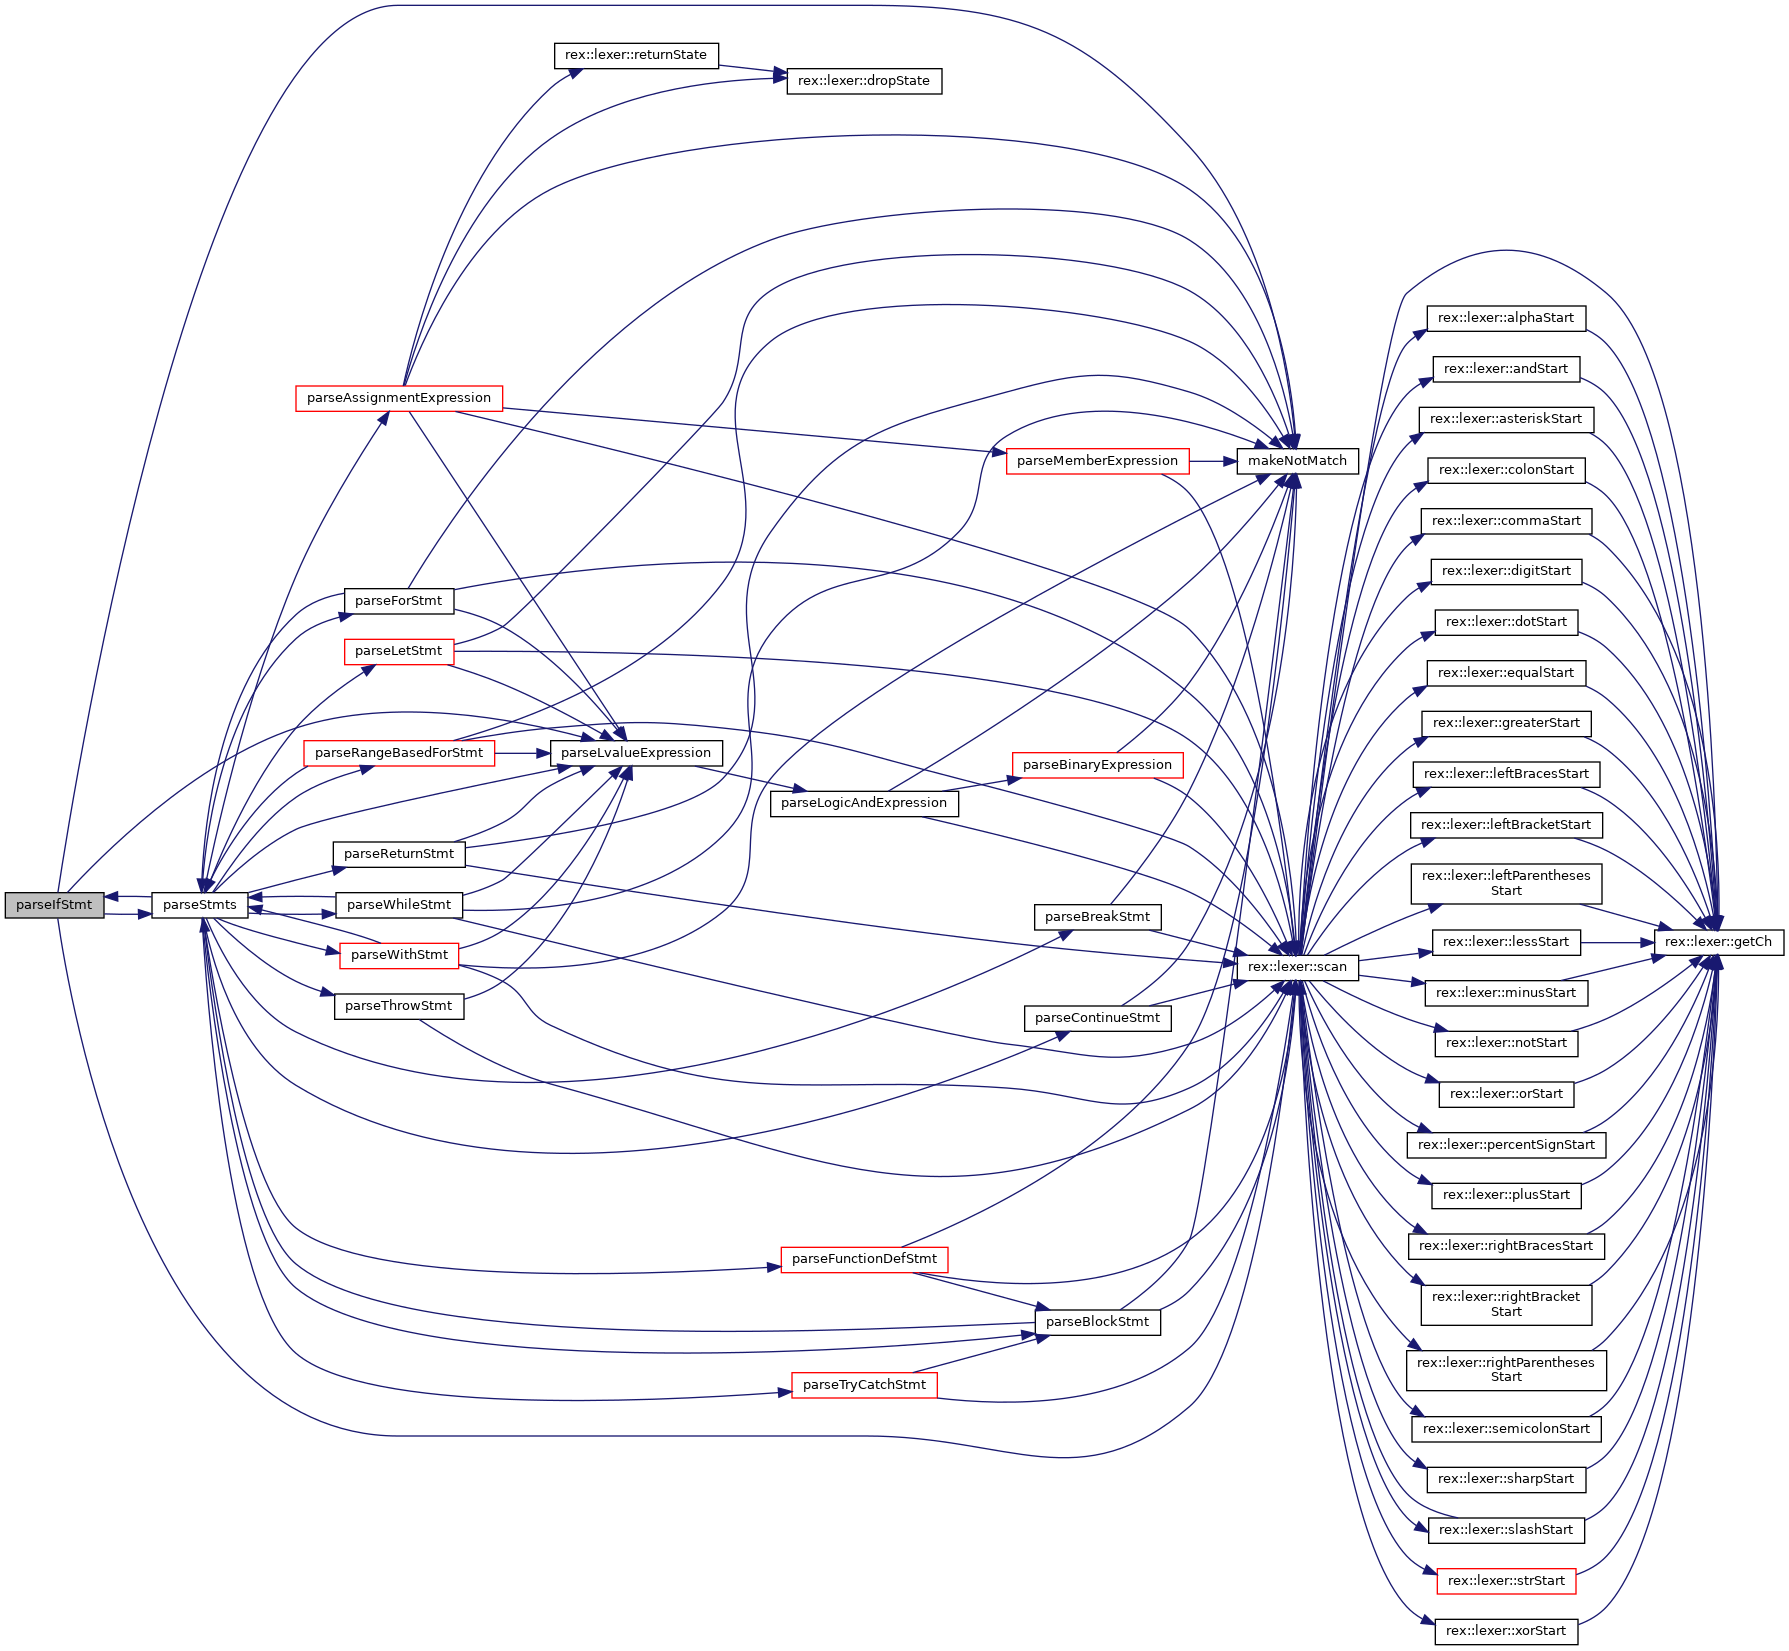 rex::lexer::returnState
rex::lexer::dropState
rex::lexer::alphaStart
rex::lexer::andStart
parseAssignmentExpression
rex::lexer::asteriskStart
parseMemberExpression
makeNotMatch
rex::lexer::colonStart
rex::lexer::commaStart
rex::lexer::digitStart
parseForStmt
rex::lexer::dotStart
parseLetStmt
rex::lexer::equalStart
rex::lexer::greaterStart
parseRangeBasedForStmt
parseLvalueExpression
parseBinaryExpression
rex::lexer::leftBracesStart
parseLogicAndExpression
rex::lexer::leftBracketStart
parseReturnStmt
rex::lexer::leftParentheses
Start
parseIfStmt
parseStmts
parseWhileStmt
parseBreakStmt
rex::lexer::lessStart
rex::lexer::getCh
parseWithStmt
rex::lexer::scan
rex::lexer::minusStart
parseThrowStmt
parseContinueStmt
rex::lexer::notStart
rex::lexer::orStart
rex::lexer::percentSignStart
rex::lexer::plusStart
rex::lexer::rightBracesStart
parseFunctionDefStmt
rex::lexer::rightBracket
Start
parseBlockStmt
rex::lexer::rightParentheses
Start
parseTryCatchStmt
rex::lexer::semicolonStart
rex::lexer::sharpStart
rex::lexer::slashStart
rex::lexer::strStart
rex::lexer::xorStart